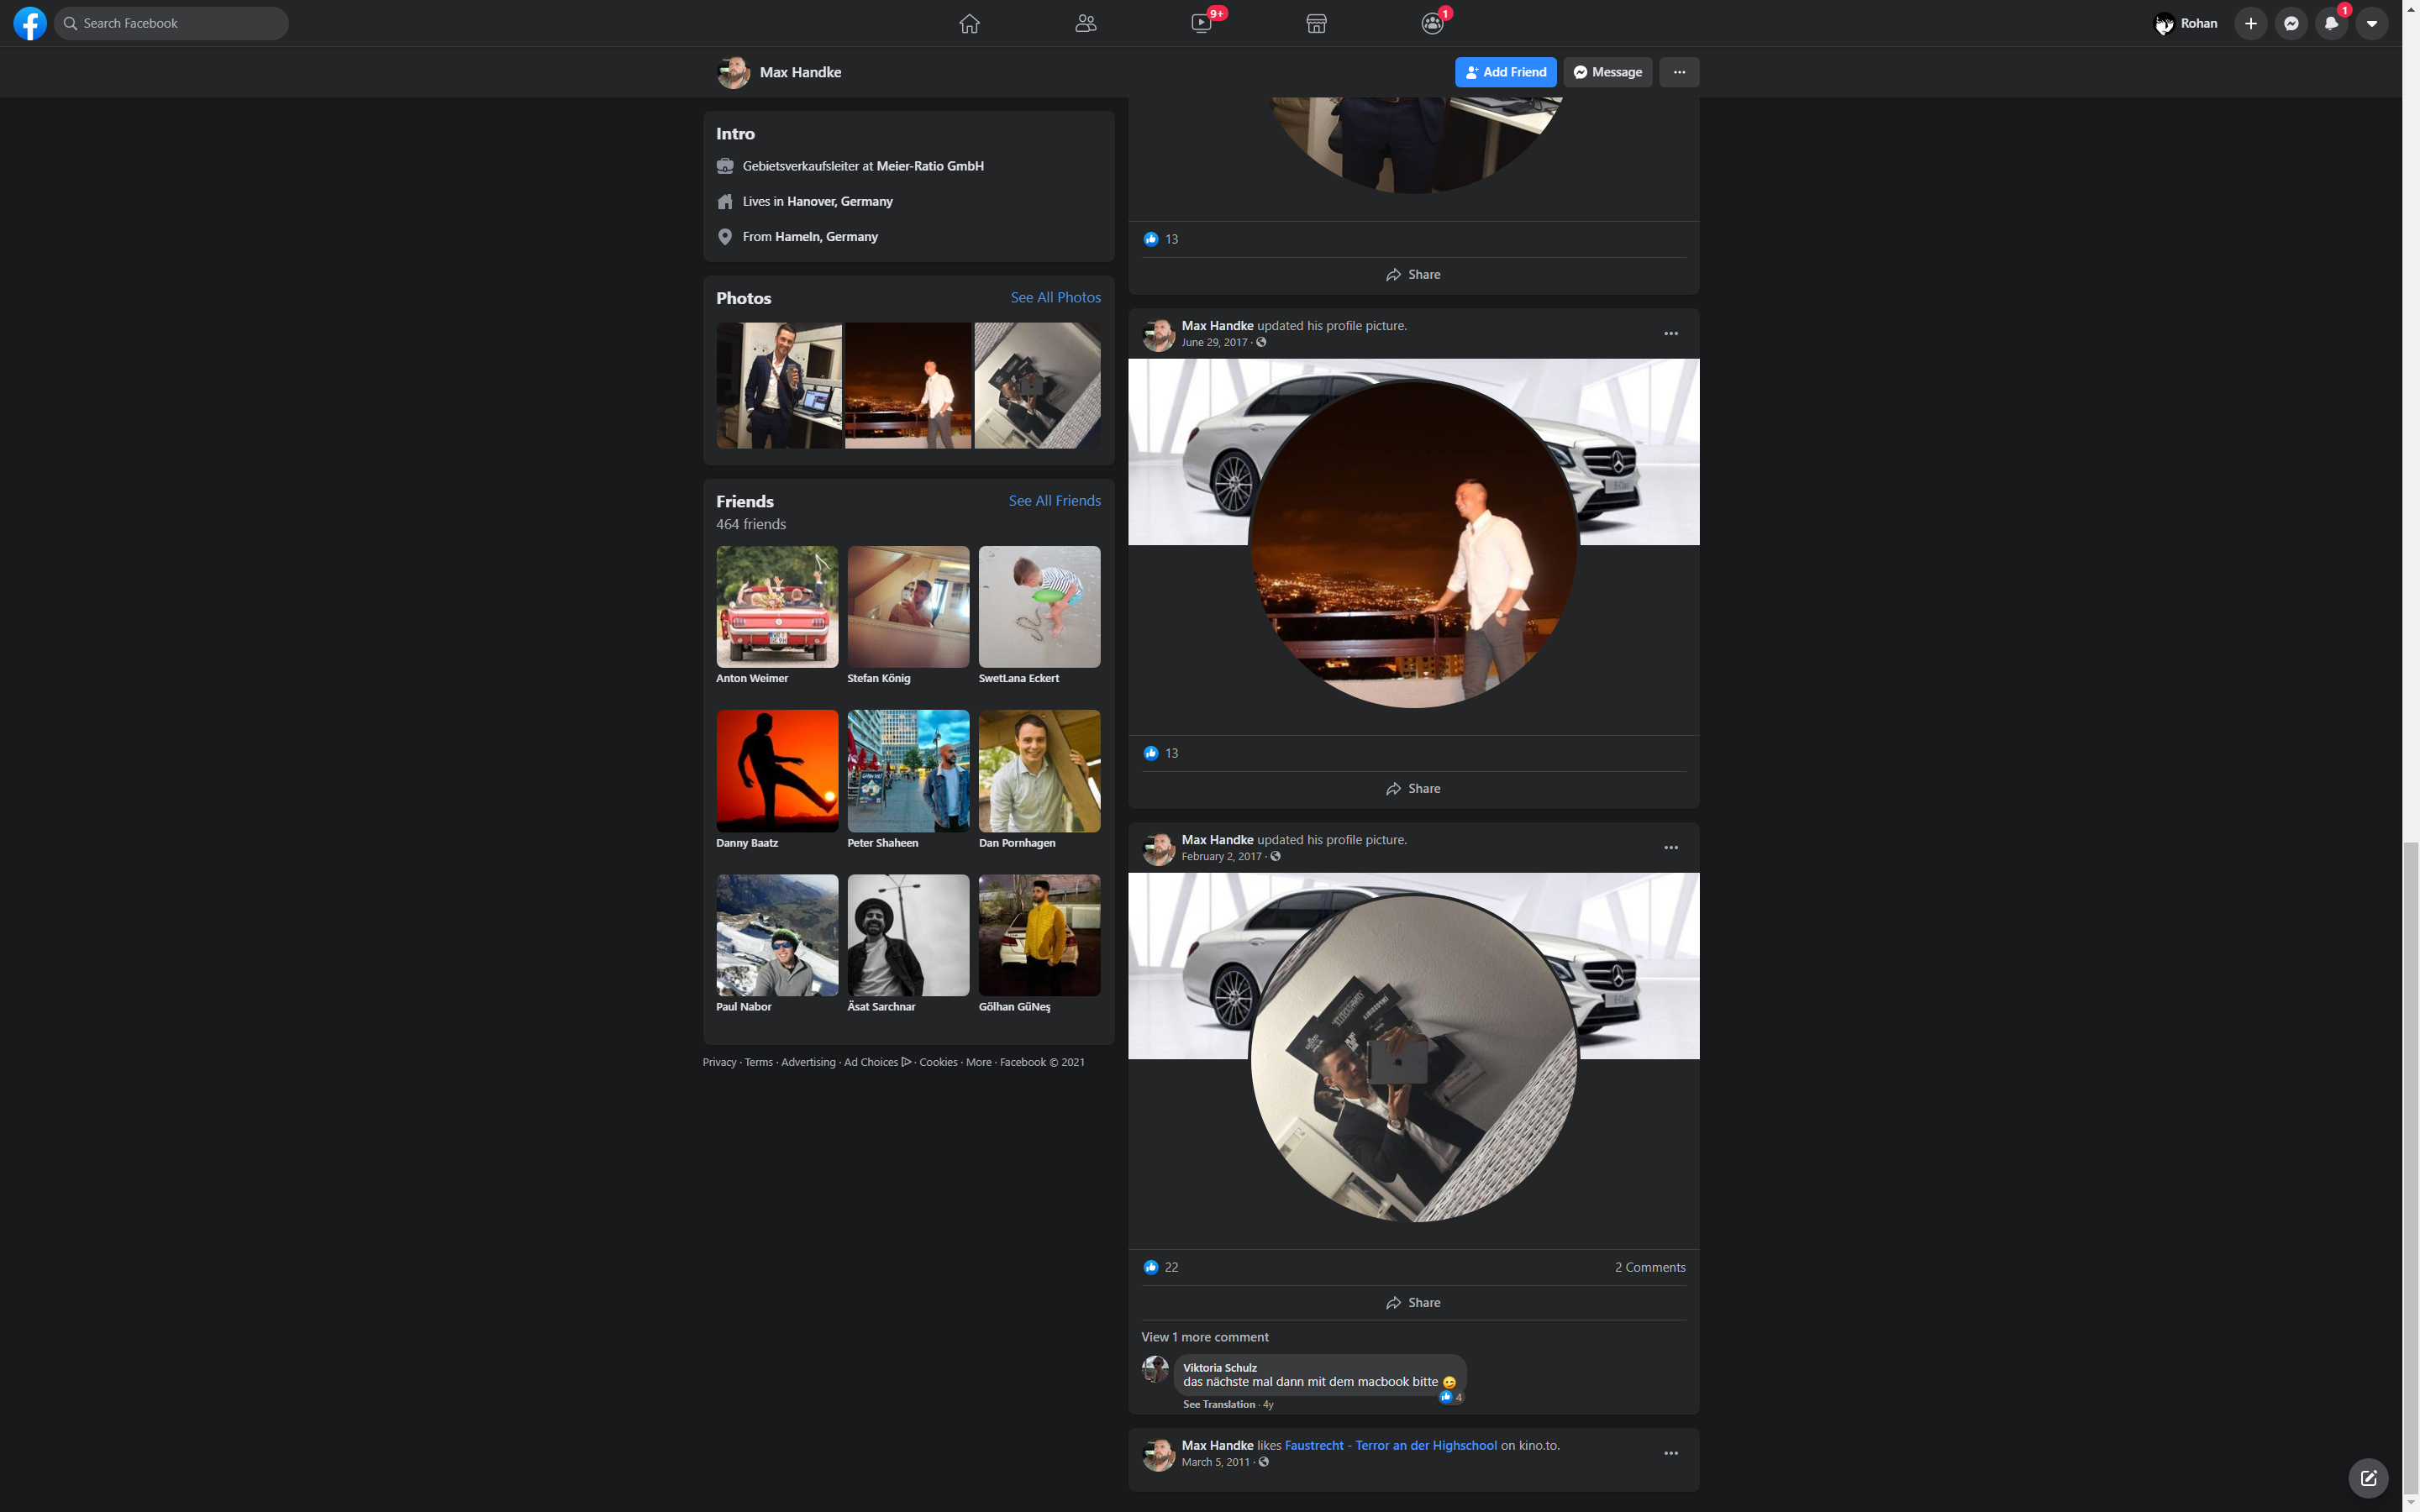 Search Facebook
9+
1
Rohan
1
Max Handke
Add Friend
Message
Intro
Gebietsverkaufsleiter at Meier-Ratio GmbH
Lives in Hanover, Germany
From Hameln, Germany
Photos
See All Photos
Friends
See All Friends
464 friends
Anton Weimer
Stefan König
SwetLana Eckert
Danny Baatz
Peter Shaheen
Dan Pornhagen
Paul Nabor
Äsat Sarchnar
Gölhan GüNeş
Privacy · Terms · Advertising · Ad Choices · Cookies · More · Facebook © 2021
13
Share
Max Handke updated his profile picture.
June 29, 2017 ·
13
Share
Max Handke updated his profile picture.
February 2, 2017 ·
22
2 Comments
Share
View 1 more comment
Viktoria Schulz
das nächste mal dann mit dem macbook bitte 😉
4
See Translation · 4y
Max Handke likes Faustrecht - Terror an der Highschool on kino.to.
March 5, 2011 ·